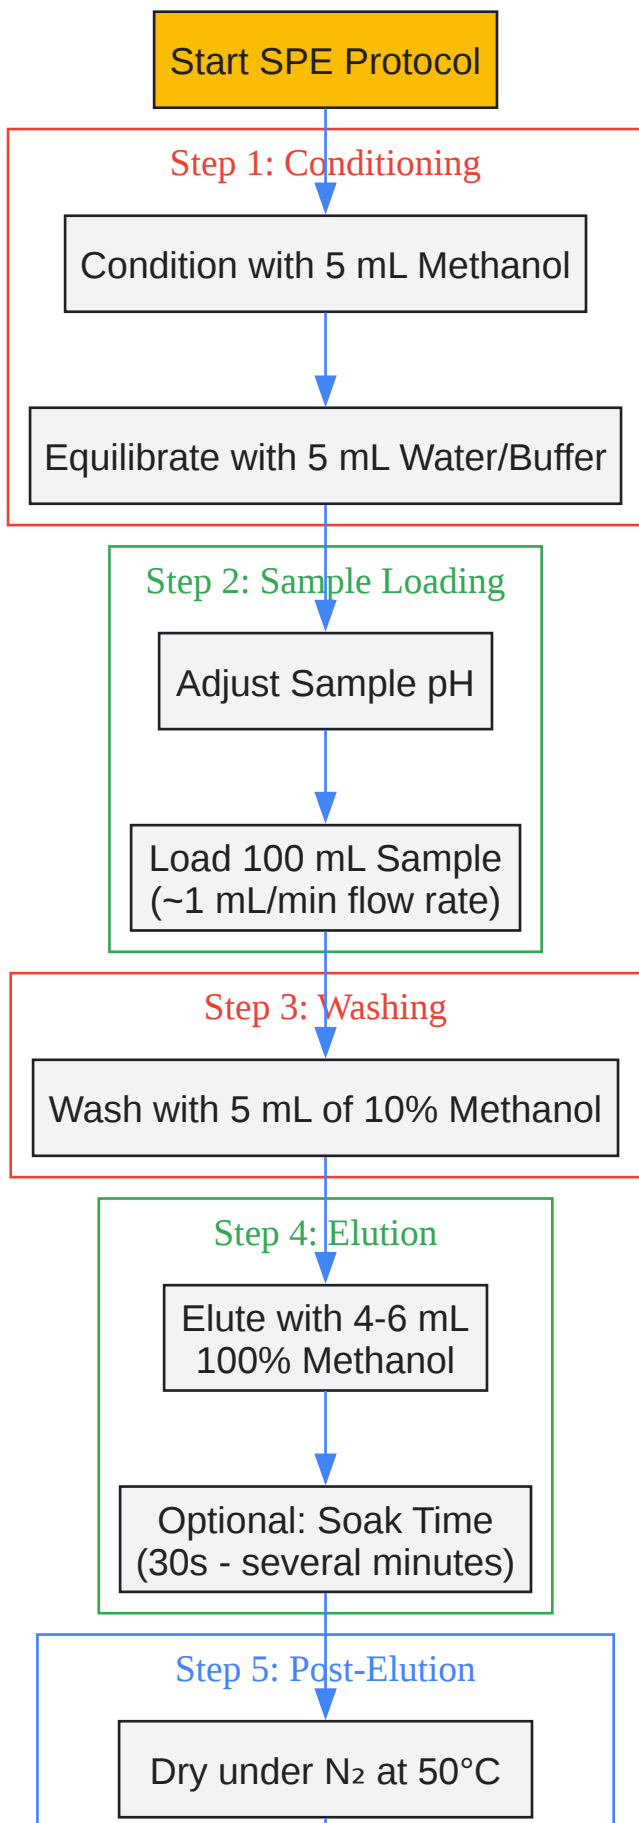 Start SPE Protocol
Step 1: Conditioning
Condition with 5 mL Methanol
Equilibrate with 5 mL Water/Buffer
Step 2: Sample Loading
Adjust Sample pH
Load 100 mL Sample
(~1 mL/min flow rate)
Step 3: Washing
Wash with 5 mL of 10% Methanol
Step 4: Elution
Elute with 4-6 mL
100% Methanol
Optional: Soak Time
(30s - several minutes)
Step 5: Post-Elution
Dry under N₂ at 50°C